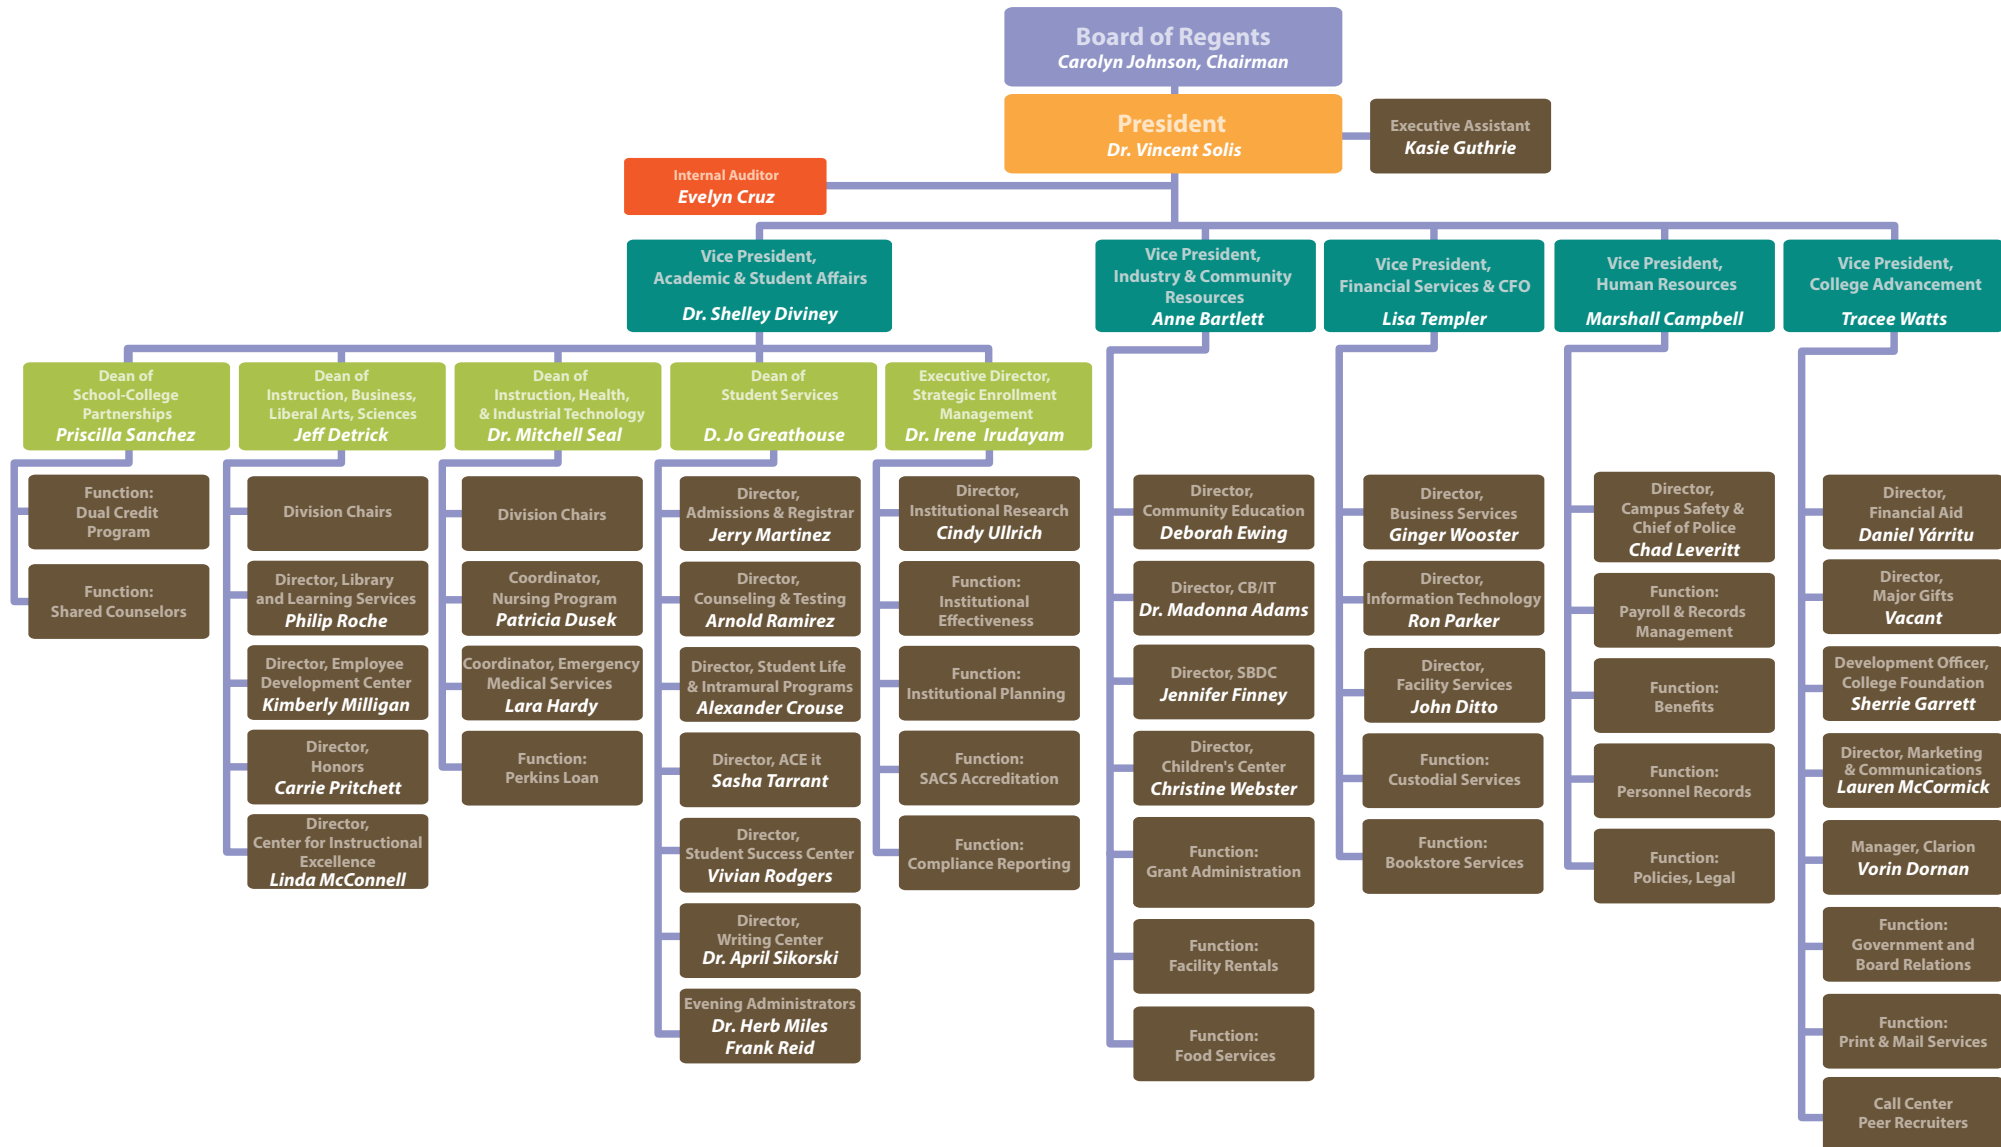 Board of Regents
Carolyn Johnson, Chairman
President
Dr. Vincent Solis
Executive Assistant
Kasie Guthrie
Internal Auditor
Evelyn Cruz
Vice President,
Academic & Student Affairs
Dr. Shelley Diviney
Vice President,
Industry & Community
Resources
Anne Bartlett
Vice President,
Financial Services & CFO
Lisa Templer
Vice President,
Human Resources
Marshall Campbell
Vice President,
College Advancement
Tracee Watts
Dean of
School-College
Partnerships
Priscilla Sanchez
Dean of
Instruction, Business,
Liberal Arts, Sciences
Jeff Detrick
Dean of
Instruction, Health,
& Industrial Technology
Dr. Mitchell Seal
Dean of
Student Services
D. Jo Greathouse
Executive Director,
Strategic Enrollment
Management
Dr. Irene Irudayam
Function:
Dual Credit
Program
Function:
Shared Counselors
Division Chairs
Director, Library
and Learning Services
Philip Roche
Director, Employee
Development Center
Kimberly Milligan
Director,
Honors
Carrie Pritchett
Director,
Center for Instructional
Excellence
Linda McConnell
Division Chairs
Coordinator,
Nursing Program
Patricia Dusek
Coordinator, Emergency
Medical Services
Lara Hardy
Function:
Perkins Loan
Director,
Admissions & Registrar
Jerry Martinez
Director,
Counseling & Testing
Arnold Ramirez
Director, Student Life
& Intramural Programs
Alexander Crouse
Director, ACE it
Sasha Tarrant
Director,
Student Success Center
Vivian Rodgers
Director,
Writing Center
Dr. April Sikorski
Evening Administrators
Dr. Herb Miles
Frank Reid
Director,
Institutional Research
Cindy Ullrich
Function:
Institutional
Effectiveness
Function:
Institutional Planning
Function:
SACS Accreditation
Function:
Compliance Reporting
Director,
Community Education
Deborah Ewing
Director, CB/IT
Dr. Madonna Adams
Director, SBDC
Jennifer Finney
Director,
Children's Center
Christine Webster
Function:
Grant Administration
Function:
Facility Rentals
Function:
Food Services
Director,
Business Services
Ginger Wooster
Director,
Information Technology
Ron Parker
Director,
Facility Services
John Ditto
Function:
Custodial Services
Function:
Bookstore Services
Director,
Campus Safety &
Chief of Police
Chad Leveritt
Function:
Payroll & Records
Management
Function:
Benefits
Function:
Personnel Records
Function:
Policies, Legal
Director,
Financial Aid
Daniel Yárritu
Director,
Major Gifts
Vacant
Development Officer,
College Foundation
Sherrie Garrett
Director, Marketing
& Communications
Lauren McCormick
Manager, Clarion
Vorin Dornan
Function:
Government and
Board Relations
Function:
Print & Mail Services
Call Center
Peer Recruiters